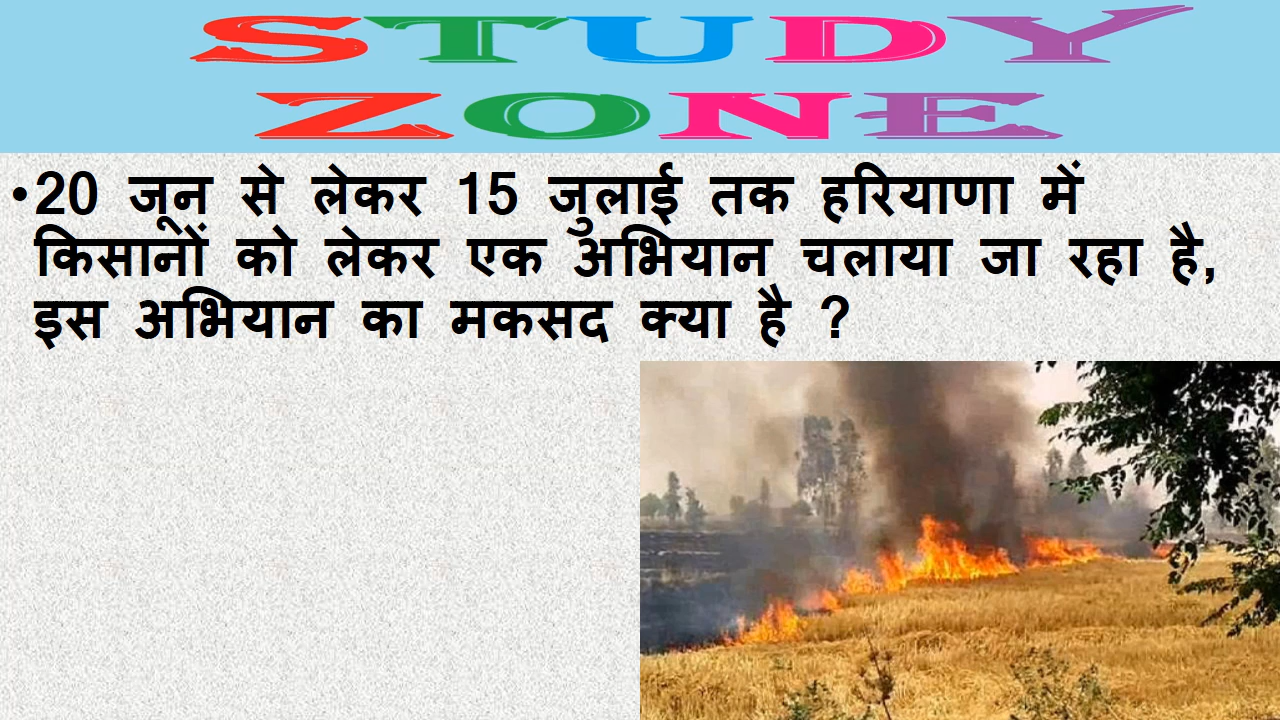 STUDY
ZONE
•20 जून से लेकर 15 जुलाई तक हरियाणा में
किसानों को लेकर एक अभियान चलाया जा रहा है,
इस अभियान का मकसद क्या है ?